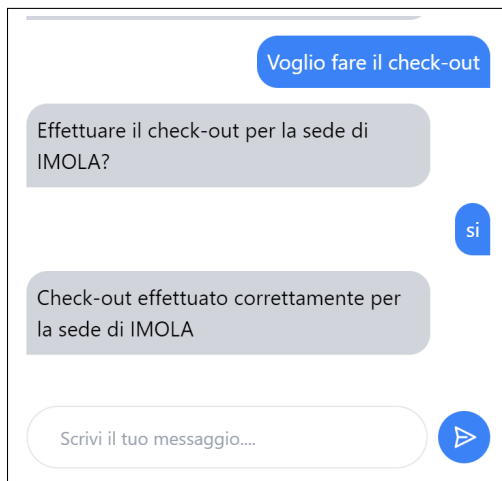 Voglio fare il check-out
Effettuare il check-out per la sede di
IMOLA?
si
Check-out effettuato correttamente per
la sede di IMOLA
Scrivi il tuo messaggio....